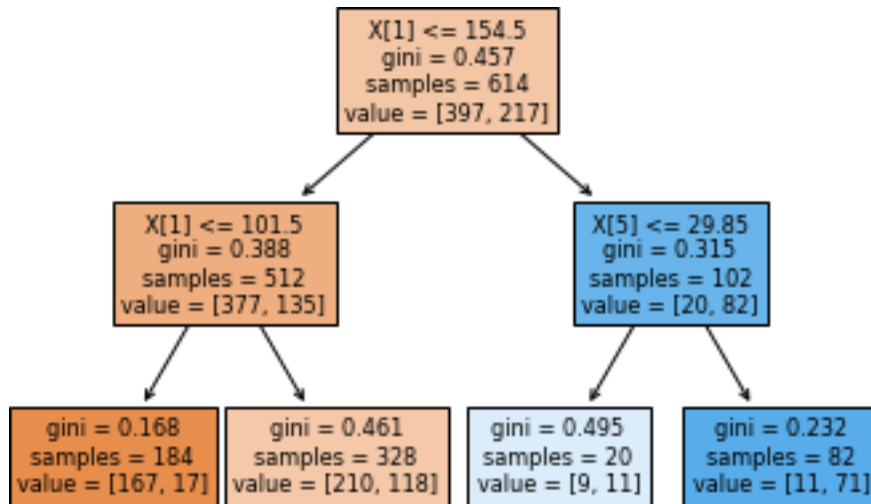 X[1] <= 154.5
gini = 0.457
samples = 614
value = [397, 217]
X[1] <= 101.5
gini = 0.388
samples = 512
value = [377, 135]
X[5] <= 29.85
gini = 0.315
samples = 102
value = [20, 82]
gini = 0.168
samples = 184
value = [167, 17]
gini = 0.461
samples = 328
value = [210, 118]
gini = 0.495
samples = 20
value = [9, 11]
gini = 0.232
samples = 82
value = [11, 71]